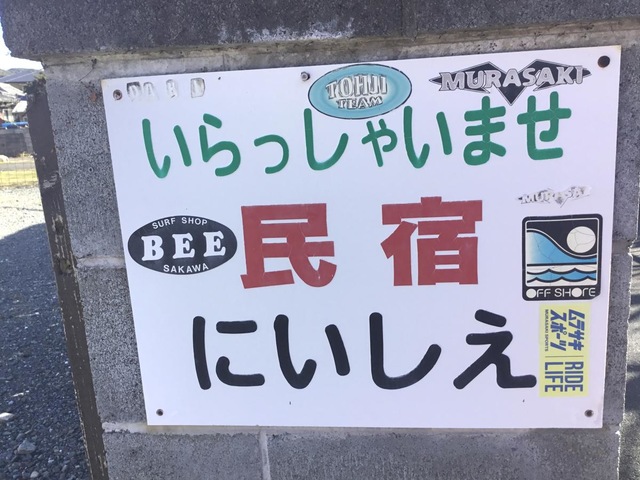 TOHJI
TEAM
MURASAKI
いらっしゃいませ
SURF SHOP
BEE
SAKAWA
民宿
OFF SHORE
にいしえ
ムラサキ
スポーツ
RIDE
LIFE